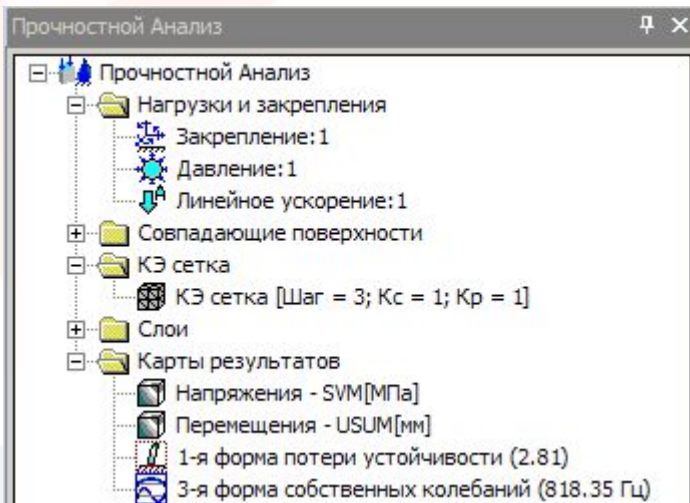 Прочностной Анализ
Прочностной Анализ
Нагрузки и закрепления
Закрепление:1
Давление:1
Линейное ускорение:1
Совпадающие поверхности
КЭ сетка
КЭ сетка [Шаг = 3; Кс = 1; Кр = 1]
Слои
Карты результатов
Напряжения - SVM[МПа]
Перемещения - USUM[мм]
1-я форма потери устойчивости (2.81)
3-я форма собственных колебаний (818.35 Гц)